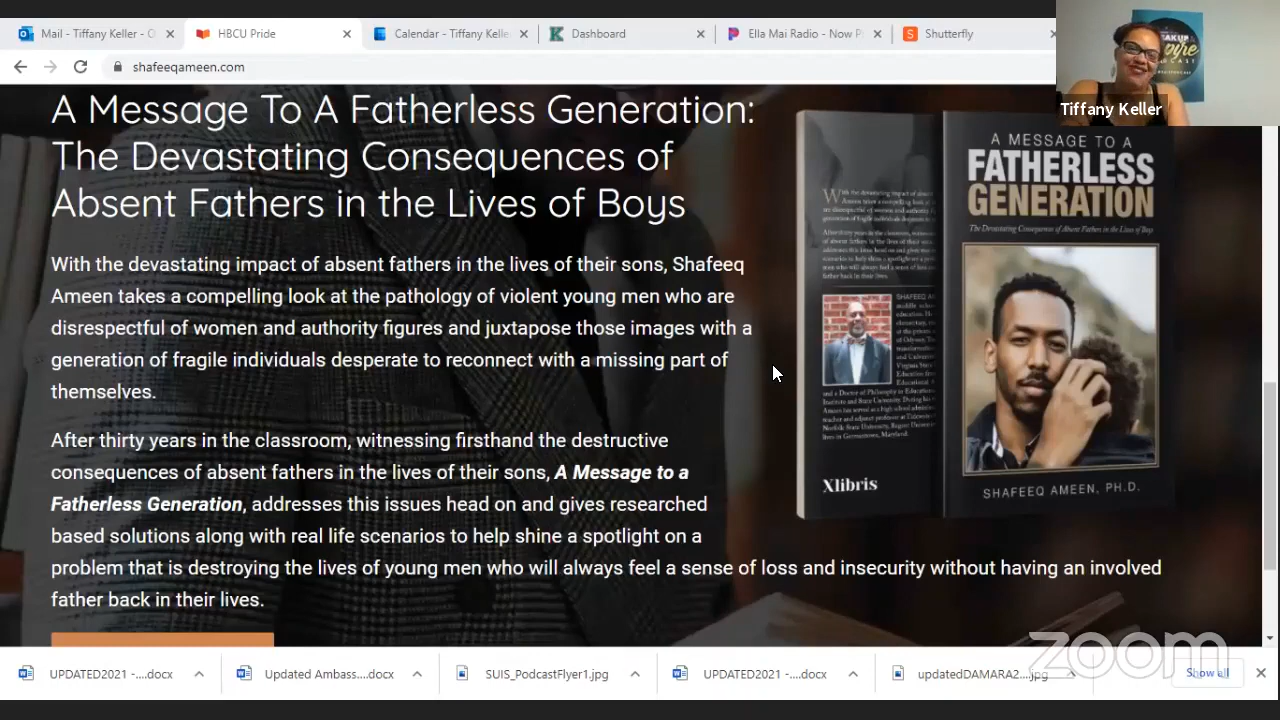 Mail - Tiffany Keller - O
HBCU Pride
Calendar - Tiffany Kelle
Dashboard
Ella Mai Radio - Now P
Shutterfly
shafeeqameen.com
Tiffany Keller
A Message To A Fatherless Generation:
The Devastating Consequences of
Absent Fathers in the Lives of Boys
With the devastating impact of absent fathers in the lives of their sons, Shafeeq
Ameen takes a compelling look at the pathology of violent young men who are
disrespectful of women and authority figures and juxtapose those images with a
generation of fragile individuals desperate to reconnect with a missing part of
themselves.
After thirty years in the classroom, witnessing firsthand the destructive
consequences of absent fathers in the lives of their sons, A Message to a
Fatherless Generation, addresses this issues head on and gives researched
based solutions along with real life scenarios to help shine a spotlight on a
problem that is destroying the lives of young men who will always feel a sense of loss and insecurity without having an involved
father back in their lives.
Xlibris
A MESSAGE TO A
FATHERLESS
GENERATION
The Devastating Consequences of Absent Fathers in the Lives of Boys
SHAFEEQ AMEEN, PH.D.
zoom
UPDATED2021 -....docx
Updated Ambass....docx
SUIS_PodcastFlyer1.jpg
UPDATED2021 -....docx
updatedDAMARA2....jpg
Show all